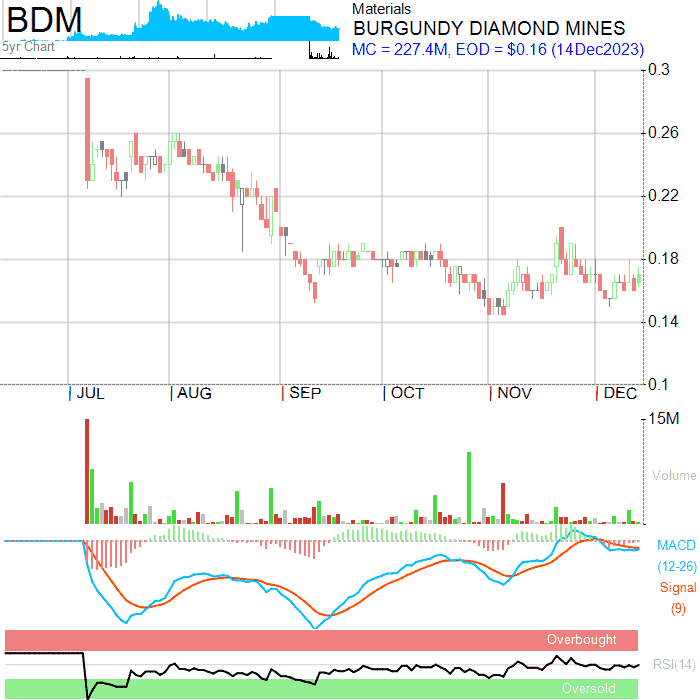 BDM
5yr Chart
Materials
BURGUNDY DIAMOND MINES
MC = 227.4M, EOD = $0.16 (14Dec2023)
0.3
0.26
0.22
0.18
0.14
0.1
JUL AUG SEP OCT NOV DEC
15M
Volume
MACD
(12-26)
Signal
(9)
Overbought
RSI(14)
Oversold